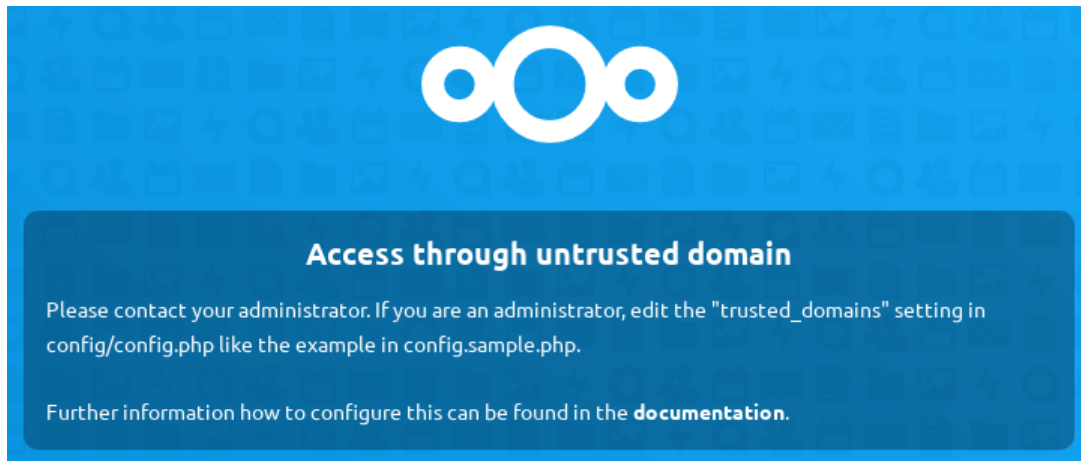 Access through untrusted domain
Please contact your administrator. If you are an administrator, edit the "trusted_domains" setting in
config/config.php like the example in config.sample.php.
Further information how to configure this can be found in the documentation.